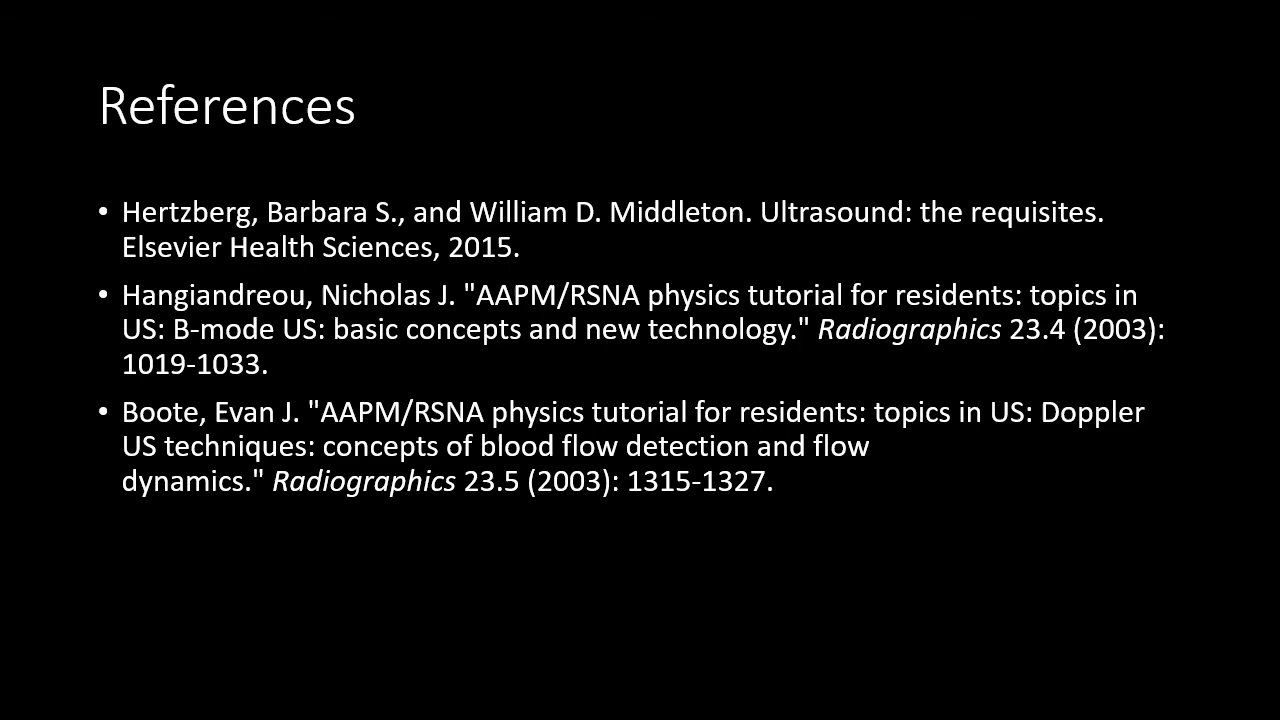 References
• Hertzberg, Barbara S., and William D. Middleton. Ultrasound: the requisites.
Elsevier Health Sciences, 2015.
• Hangiandreou, Nicholas J. "AAPM/RSNA physics tutorial for residents: topics in
US: B-mode US: basic concepts and new technology." Radiographics 23.4 (2003):
1019-1033.
• Boote, Evan J. "AAPM/RSNA physics tutorial for residents: topics in US: Doppler
US techniques: concepts of blood flow detection and flow
dynamics." Radiographics 23.5 (2003): 1315-1327.